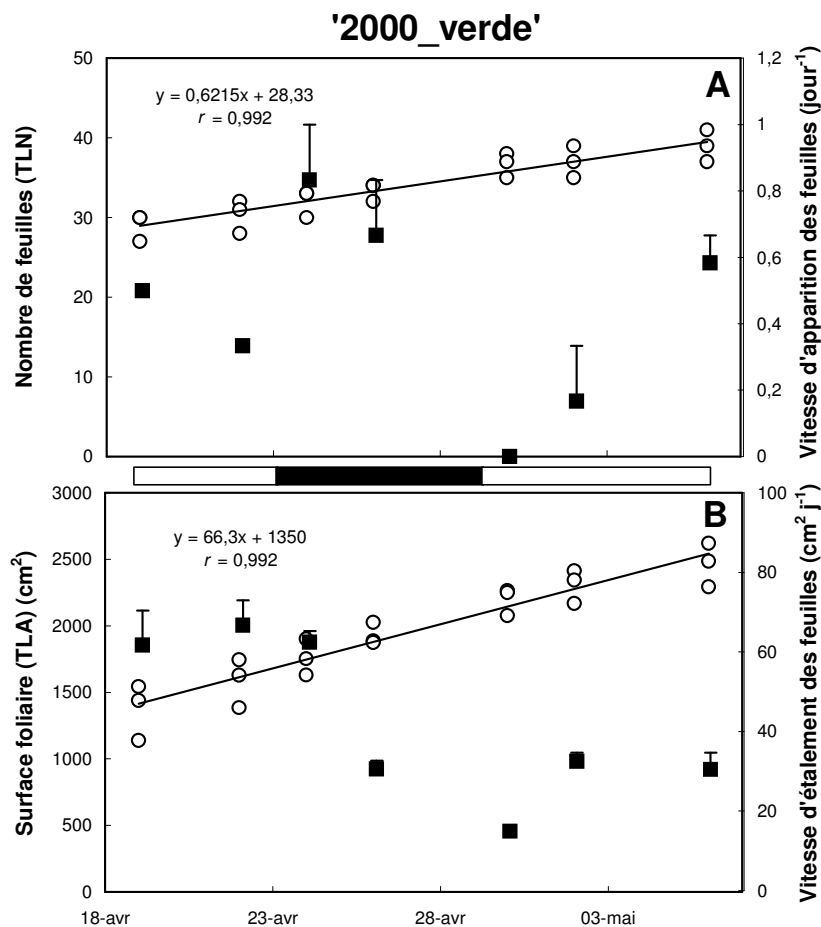 '2000_verde'
A
y = 0,6215x + 28,33
r = 0,992
Nombre de feuilles (TLN)
50
40
30
20
10
0
1,2
1
0,8
0,6
0,4
0,2
0
Vitesse d'apparition des feuilles (jour⁻¹)
B
y = 66,3x + 1350
r = 0,992
Surface foliaire (TLA) (cm²)
3000
2500
2000
1500
1000
500
0
100
80
60
40
20
0
Vitesse d'étalement des feuilles (cm² j⁻¹)
18-avr 23-avr 28-avr 03-mai